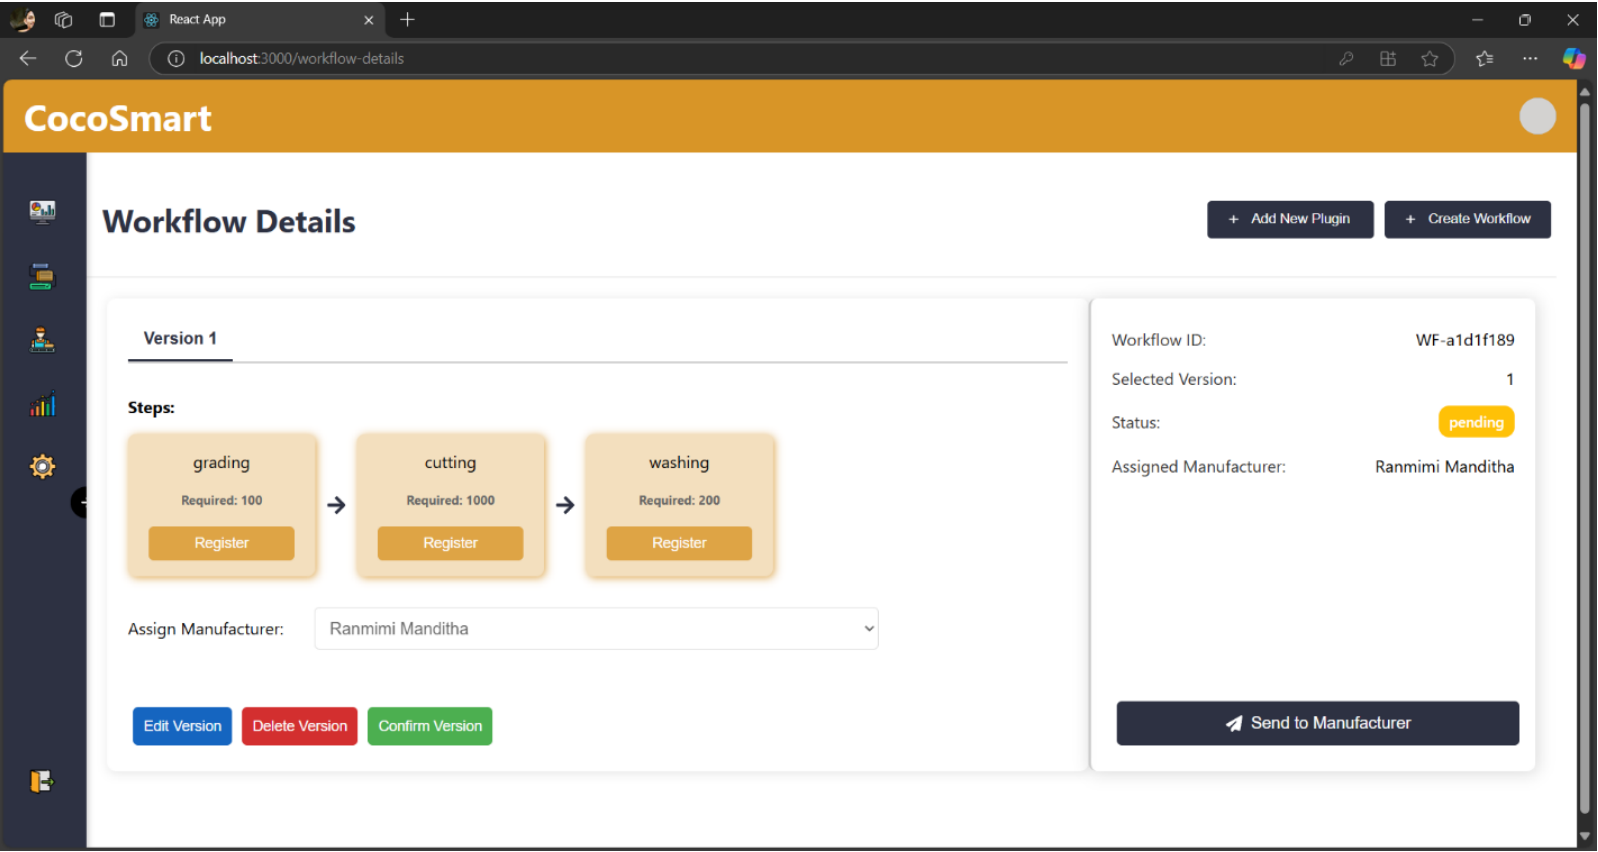 React App
localhost:3000/workflow-details
CocoSmart
Workflow Details
+ Add New Plugin
+ Create Workflow
Version 1
Steps:
grading
Required: 100
Register
cutting
Required: 1000
Register
washing
Required: 200
Register
Assign Manufacturer:
Ranmimi Manditha
Edit Version
Delete Version
Confirm Version
Workflow ID: WF-a1d1f189
Selected Version: 1
Status: pending
Assigned Manufacturer: Ranmimi Manditha
Send to Manufacturer